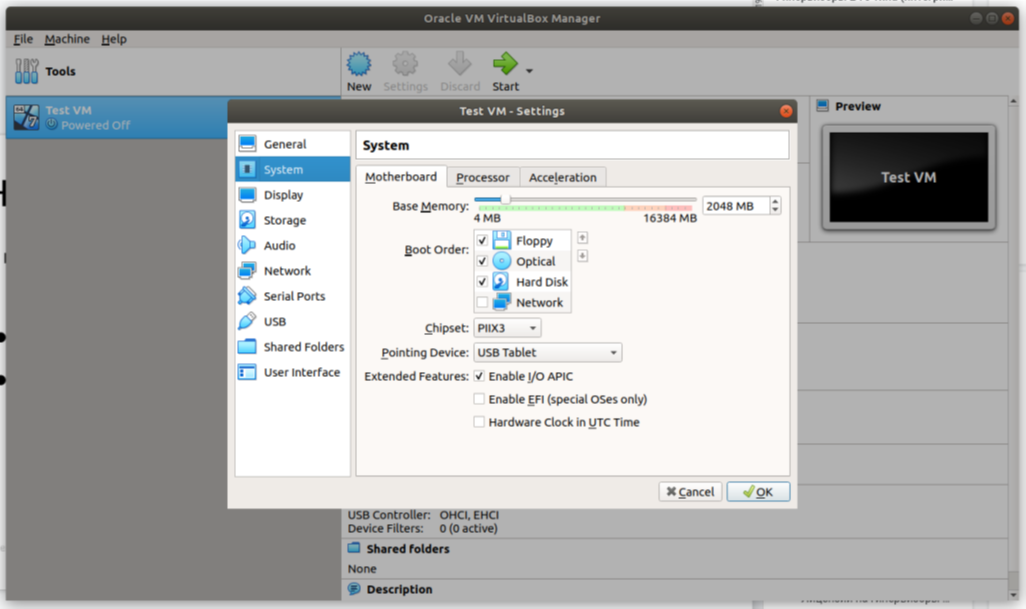 Oracle VM VirtualBox Manager
File Machine Help
Tools
New Settings Discard Start
Test VM
Powered Off
Preview
Test VM
Test VM - Settings
General
System
Display
Storage
Audio
Network
Serial Ports
USB
Shared Folders
User Interface
System
Motherboard Processor Acceleration
Base Memory: 2048 MB
4 MB 16384 MB
Boot Order:
Floppy
Optical
Hard Disk
Network
Chipset: PIIX3
Pointing Device: USB Tablet
Extended Features: Enable I/O APIC
Enable EFI (special OSes only)
Hardware Clock in UTC Time
Cancel OK
USB Controller: OHCI, EHCI
Device Filters: 0 (0 active)
Shared folders
None
Description